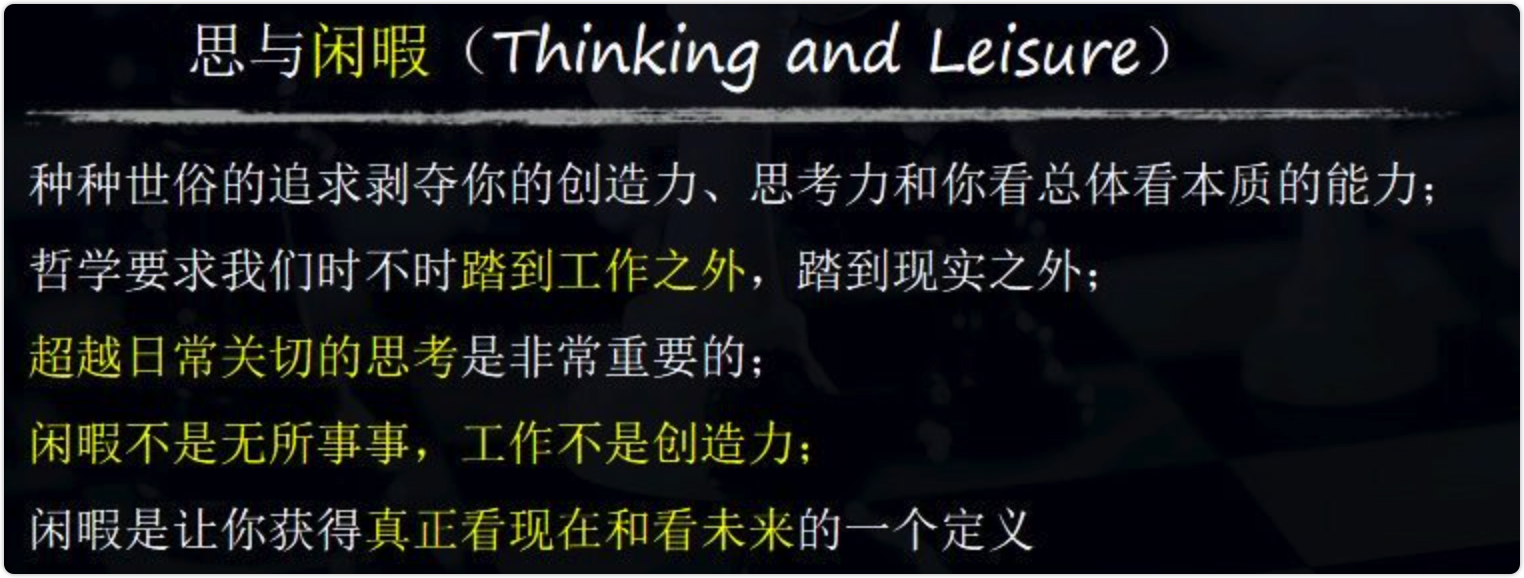 思与闲暇（Thinking and Leisure）
种种世俗的追求剥夺你的创造力、思考力和你看总体看本质的能力；
哲学要求我们时不时踏到工作之外，踏到现实之外；
超越日常关切的思考是非常重要的；
闲暇不是无所事事，工作不是创造力；
闲暇是让你获得真正看现在和看未来的一个定义